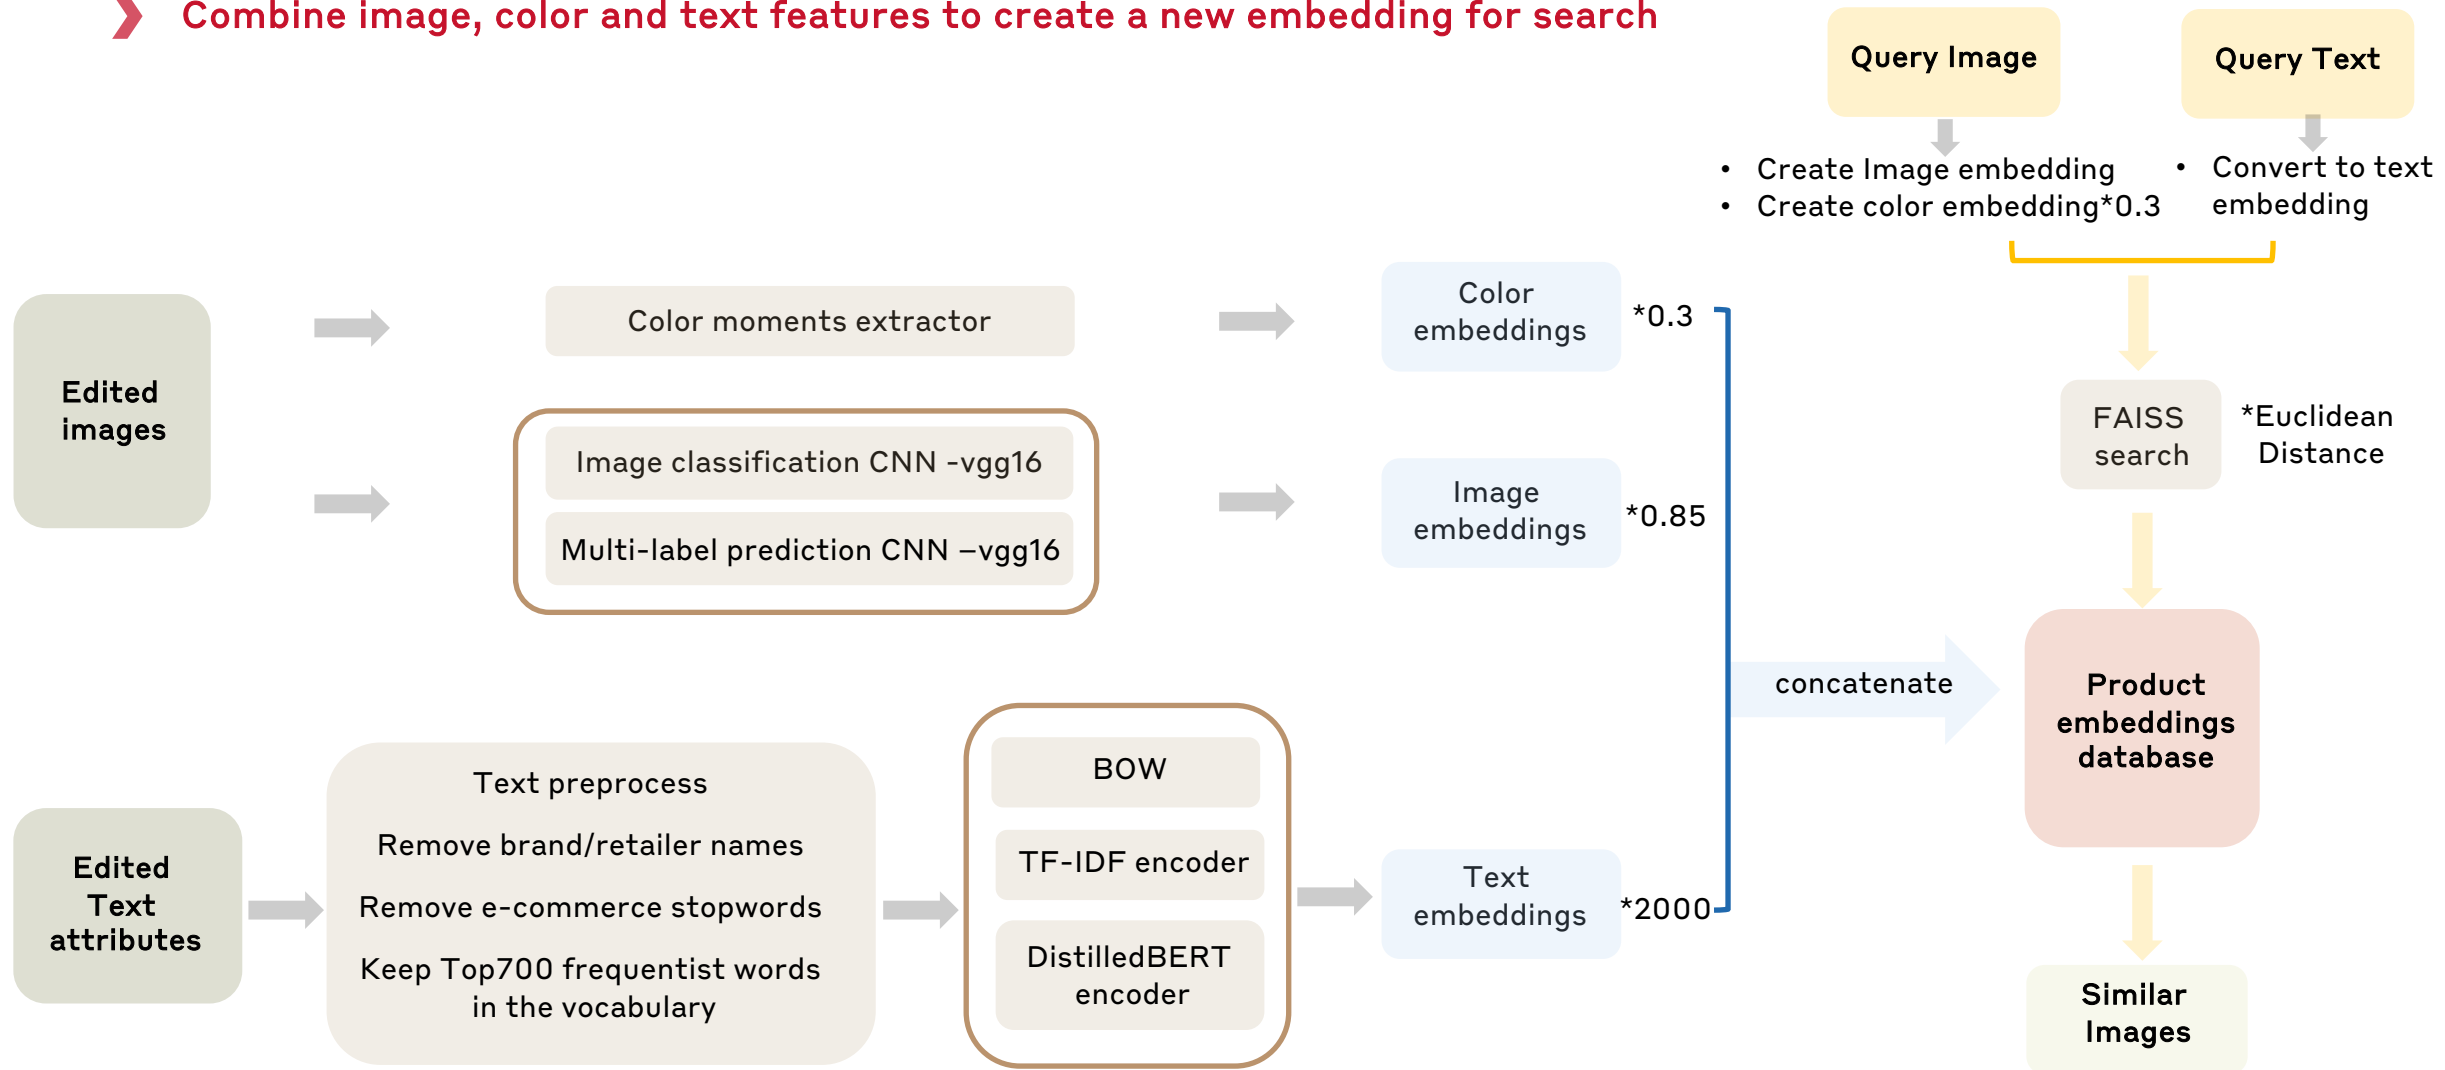 Combine image, color and text features to create a new embedding for search
Query Image
Query Text
• Create Image embedding
• Create color embedding*0.3
• Convert to text
embedding
Edited
images
Color moments extractor
Color
embeddings
*0.3
Image classification CNN -vgg16
Multi-label prediction CNN –vgg16
Image
embeddings
*0.85
FAISS
search
*Euclidean
Distance
concatenate
Product
embeddings
database
Edited
Text
attributes
Text preprocess
Remove brand/retailer names
Remove e-commerce stopwords
Keep Top700 frequentist words
in the vocabulary
BOW
TF-IDF encoder
DistilledBERT
encoder
Text
embeddings
*2000
Similar
Images